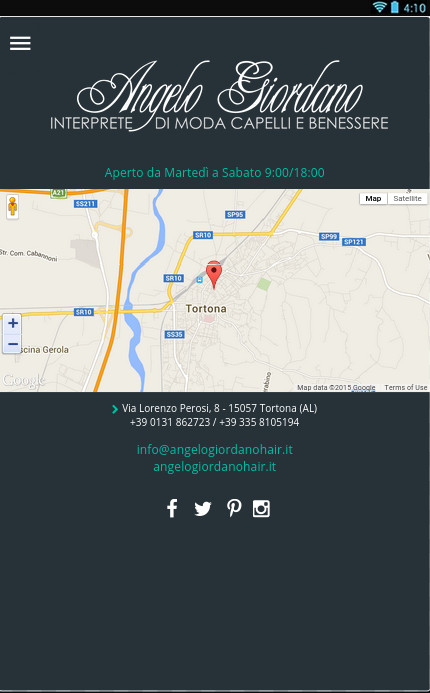 4:10
Angelo Giordano
INTERPRETE DI MODA CAPELLI E BENESSERE
Aperto da Martedì a Sabato 9:00/18:00
A21
SS211
Map Satellite
SP95
SR10
SP99
SP121
Str. Com. Cabannoni
SR10
SR10
Tortona
+
SS35
−
scina Gerola
Google
Map data ©2015 Google Terms of Use
Via Lorenzo Perosi, 8 - 15057 Tortona (AL)
+39 0131 862723 / +39 335 8105194
info@angelogiordanohair.it
angelogiordanohair.it